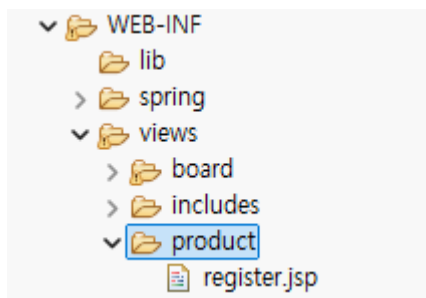 WEB-INF
lib
spring
views
board
includes
product
register.jsp